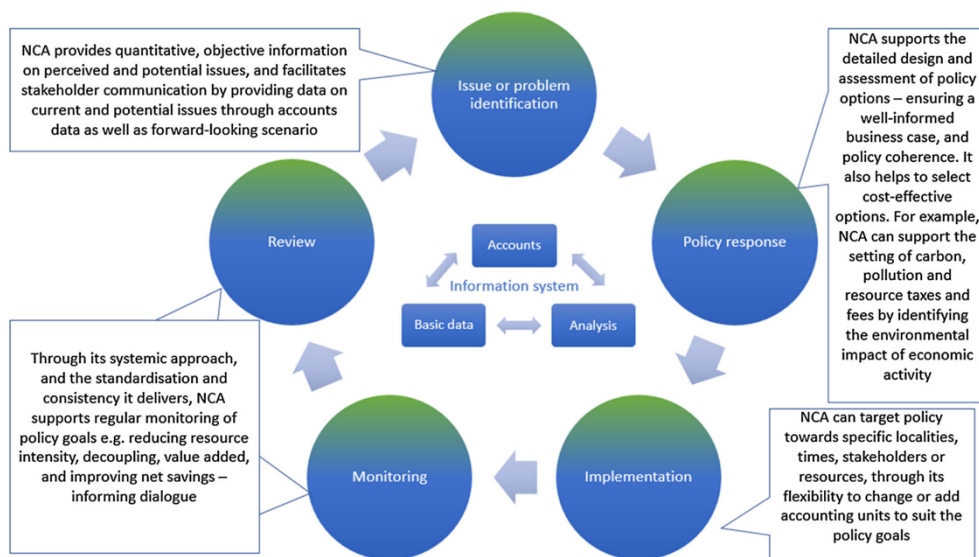 NCA provides quantitative, objective information
on perceived and potential issues, and facilitates
stakeholder communication by providing data on
current and potential issues through accounts
data as well as forward-looking scenario
Issue or problem
identification
NCA supports the
detailed design and
assessment of policy
options – ensuring a
well-informed
business case, and
policy coherence. It
also helps to select
cost-effective
options. For example,
NCA can support the
setting of carbon,
pollution and
resource taxes and
fees by identifying
the environmental
impact of economic
activity
Review
Policy response
Accounts
Information system
Basic data
Analysis
Through its systemic approach,
and the standardisation and
consistency it delivers, NCA
supports regular monitoring of
policy goals e.g. reducing resource
intensity, decoupling, value added,
and improving net savings –
informing dialogue
Monitoring
Implementation
NCA can target policy
towards specific localities,
times, stakeholders or
resources, through its
flexibility to change or add
accounting units to suit the
policy goals